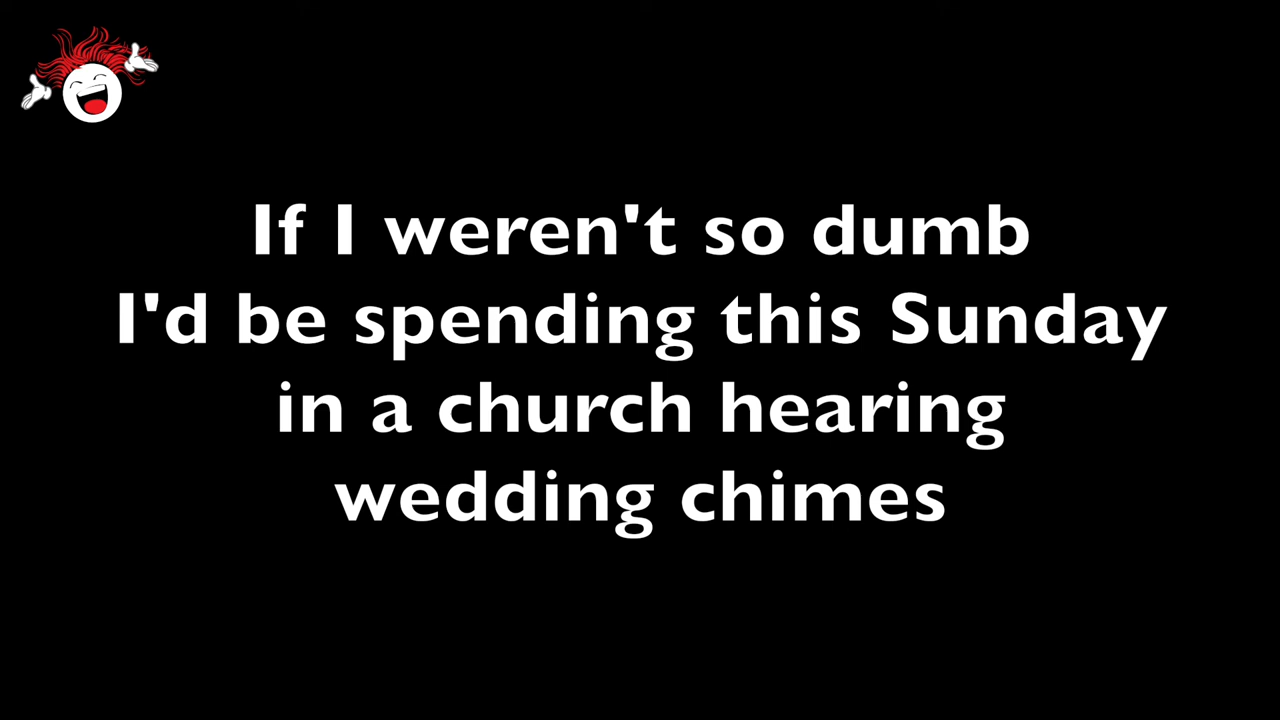 If I weren't so dumb
I'd be spending this Sunday
in a church hearing
wedding chimes